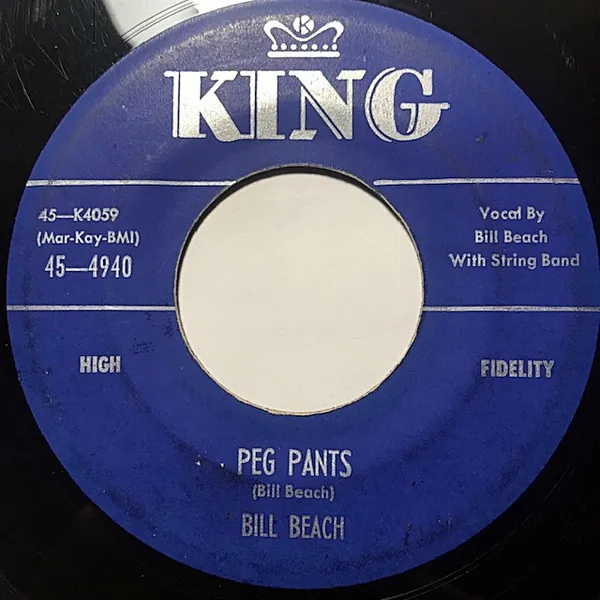 K
KING
45—K4059
(Mar-Kay-BMI)
45—4940
Vocal By
Bill Beach
With String Band
HIGH
FIDELITY
PEG PANTS
(Bill Beach)
BILL BEACH